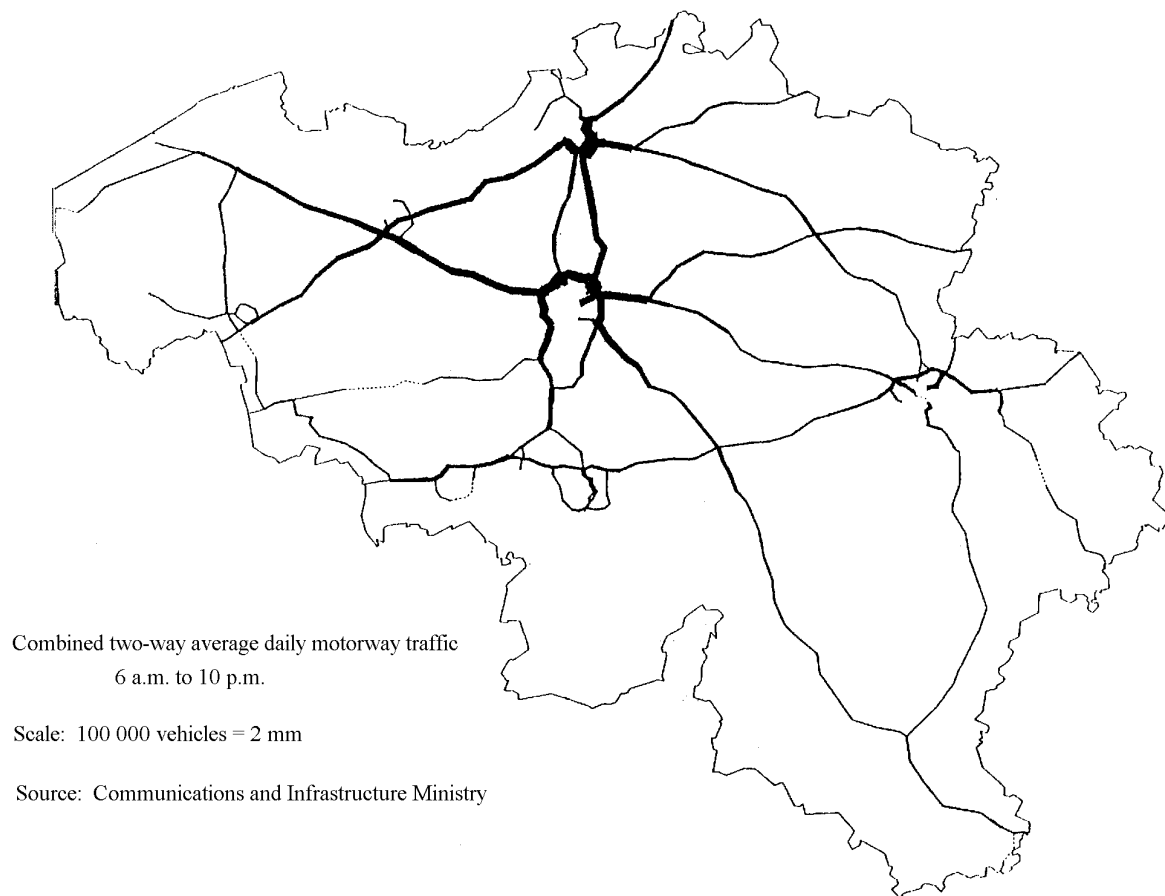 Combined two-way average daily motorway traffic
6 a.m. to 10 p.m.
Scale: 100 000 vehicles = 2 mm
Source: Communications and Infrastructure Ministry